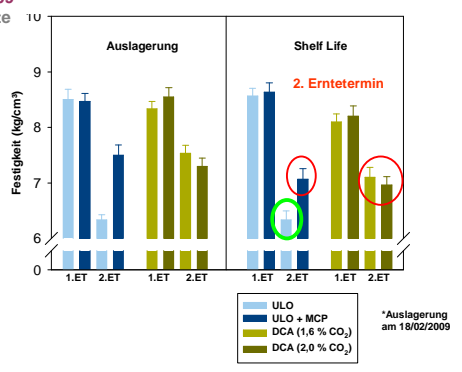 te
10
Auslagerung
Shelf Life
2. Erntetermin
9
8
7
6
0
Festigkeit (kg/cm³)
1.ET 2.ET 1.ET 2.ET 1.ET 2.ET 1.ET 2.ET
ULO
ULO + MCP
DCA (1,6 % CO₂)
DCA (2,0 % CO₂)
*Auslagerung
am 18/02/2009